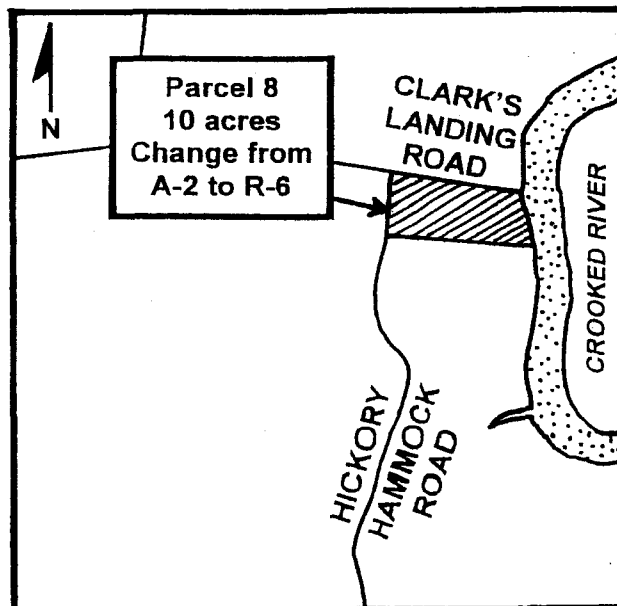 N
Parcel 8
10 acres
Change from
A-2 to R-6
CLARK'S
LANDING
ROAD
CROOKED RIVER
HICKORY
HAMMOCK
ROAD